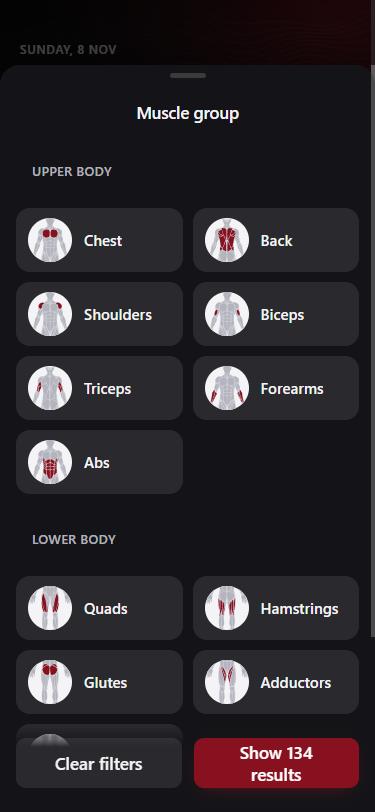 SUNDAY, 8 NOV
Muscle group
UPPER BODY
Chest
Back
Shoulders
Biceps
Triceps
Forearms
Abs
LOWER BODY
Quads
Hamstrings
Glutes
Adductors
Clear filters
Show 134
results